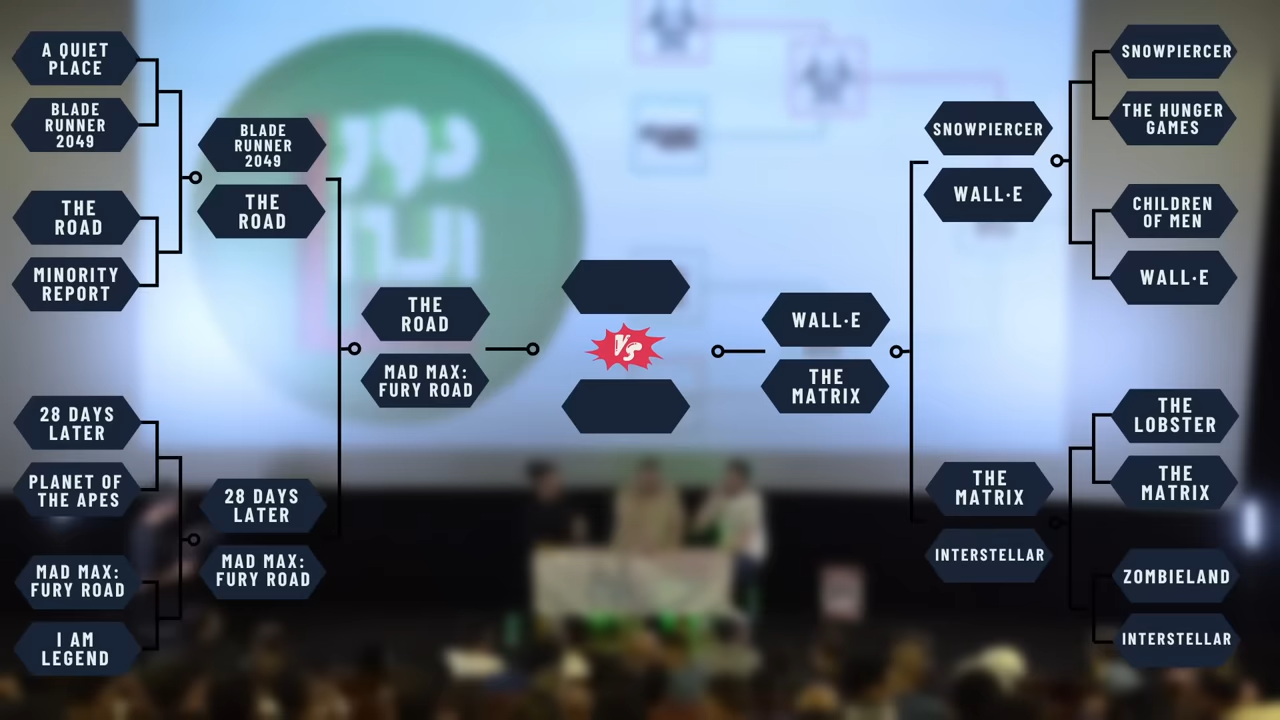 A QUIET
PLACE
BLADE
RUNNER
2049
THE
ROAD
MINORITY
REPORT
28 DAYS
LATER
PLANET OF
THE APES
MAD MAX:
FURY ROAD
I AM
LEGEND
BLADE
RUNNER
2049
THE
ROAD
28 DAYS
LATER
MAD MAX:
FURY ROAD
THE
ROAD
MAD MAX:
FURY ROAD
دور
VS
WALL·E
THE
MATRIX
SNOWPIERCER
WALL·E
THE
MATRIX
INTERSTELLAR
SNOWPIERCER
THE HUNGER
GAMES
CHILDREN
OF MEN
WALL·E
THE
LOBSTER
THE
MATRIX
ZOMBIELAND
INTERSTELLAR